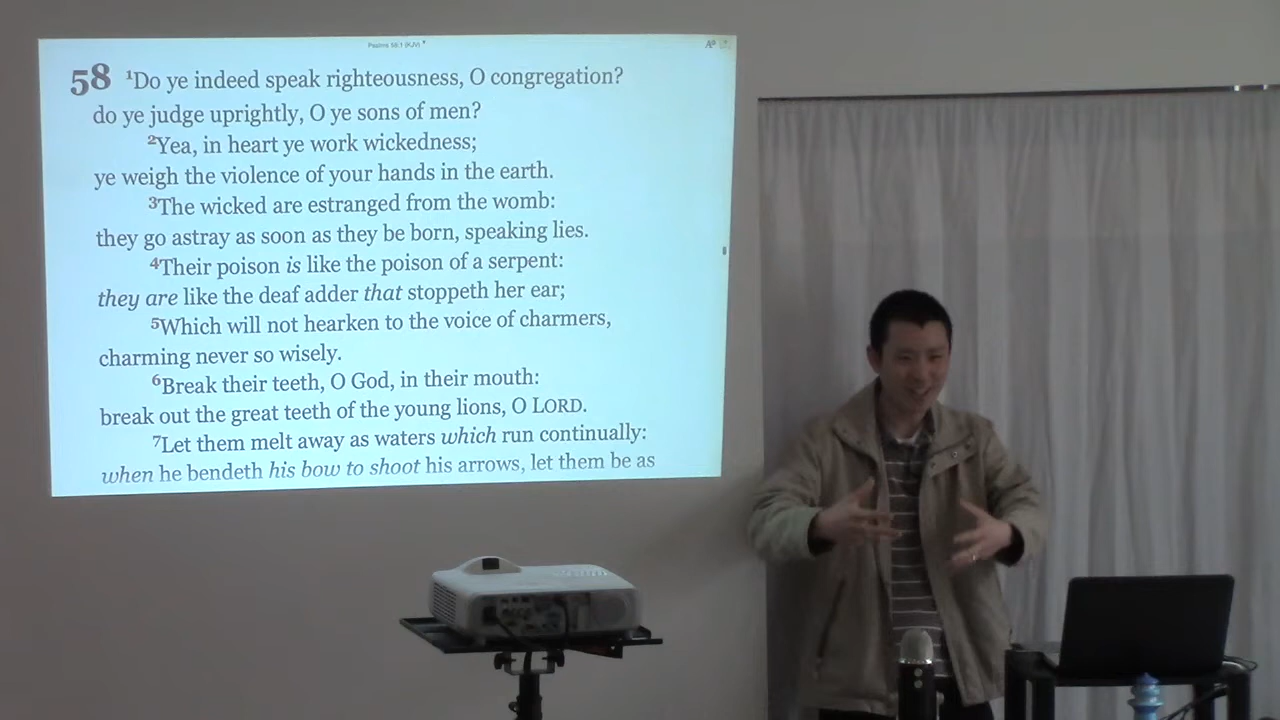 Psalms 58:1 (KJV)
58 ¹Do ye indeed speak righteousness, O congregation?
do ye judge uprightly, O ye sons of men?
²Yea, in heart ye work wickedness;
ye weigh the violence of your hands in the earth.
³The wicked are estranged from the womb:
they go astray as soon as they be born, speaking lies.
⁴Their poison is like the poison of a serpent:
they are like the deaf adder that stoppeth her ear;
⁵Which will not hearken to the voice of charmers,
charming never so wisely.
⁶Break their teeth, O God, in their mouth:
break out the great teeth of the young lions, O LORD.
⁷Let them melt away as waters which run continually:
when he bendeth his bow to shoot his arrows, let them be as